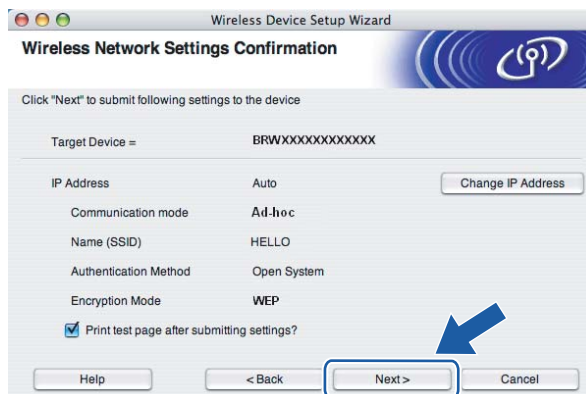 Wireless Device Setup Wizard
Wireless Network Settings Confirmation
Click "Next" to submit following settings to the device
Target Device = BRWXXXXXXXXXXXX
IP Address Auto Change IP Address
Communication mode Ad-hoc
Name (SSID) HELLO
Authentication Method Open System
Encryption Mode WEP
Print test page after submitting settings?
Help < Back Next > Cancel